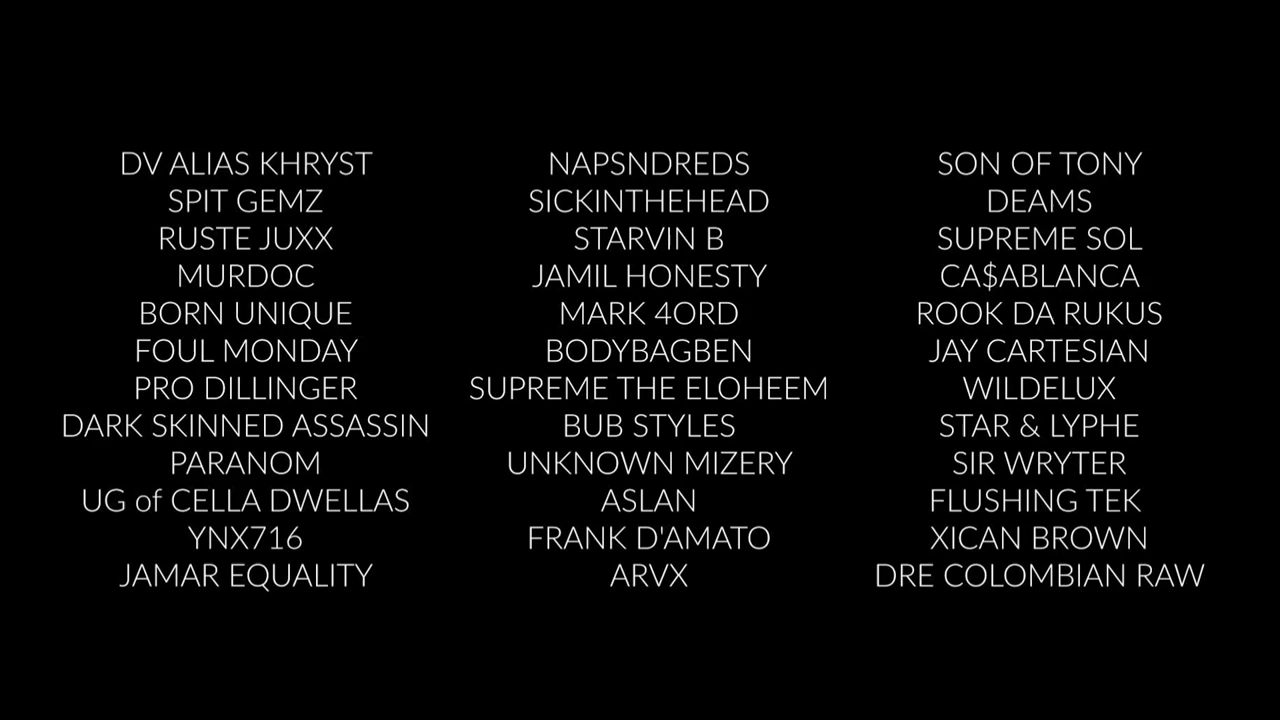 DV ALIAS KHRYST
SPIT GEMZ
RUSTE JUXX
MURDOC
BORN UNIQUE
FOUL MONDAY
PRO DILLINGER
DARK SKINNED ASSASSIN
PARANOM
UG of CELLA DWELLAS
YNX716
JAMAR EQUALITY
NAPSNDREDS
SICKINTHEHEAD
STARVIN B
JAMIL HONESTY
MARK 4ORD
BODYBAGBEN
SUPREME THE ELOHEEM
BUB STYLES
UNKNOWN MIZERY
ASLAN
FRANK D'AMATO
ARVX
SON OF TONY
DEAMS
SUPREME SOL
CA$ABLANCA
ROOK DA RUKUS
JAY CARTESIAN
WILDELUX
STAR & LYPHE
SIR WRYTER
FLUSHING TEK
XICAN BROWN
DRE COLOMBIAN RAW